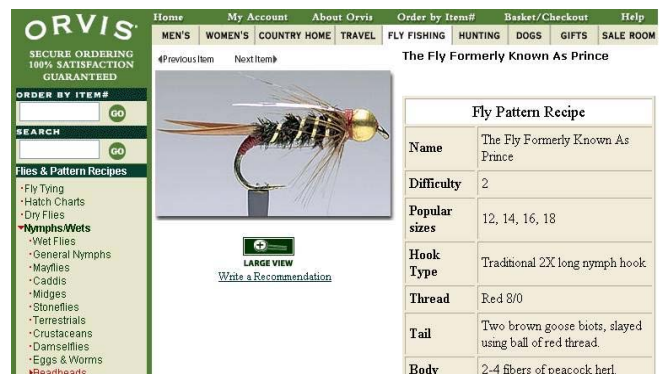 ORVIS
Home My Account About Orvis Order by Item# Basket/Checkout Help
MEN'S WOMEN'S COUNTRY HOME TRAVEL FLY FISHING HUNTING DOGS GIFTS SALE ROOM
SECURE ORDERING
100% SATISFACTION
GUARANTEED
ORDER BY ITEM#
GO
SEARCH
GO
Flies & Pattern Recipes
Fly Tying
Hatch Charts
Dry Flies
Nymphs/Wets
Wet Flies
General Nymphs
Mayflies
Caddis
Midges
Stoneflies
Terrestrials
Crustaceans
Damselflies
Eggs & Worms
Beadheads
Previous Item Next Item
LARGE VIEW
Write a Recommendation
The Fly Formerly Known As Prince
Fly Pattern Recipe
Name The Fly Formerly Known As
Prince
Difficulty 2
Popular
sizes 12, 14, 16, 18
Hook
Type Traditional 2X long nymph hook
Thread Red 8/0
Tail Two brown goose biots, slayed
using ball of red thread.
Body 2-4 fibers of peacock herl.